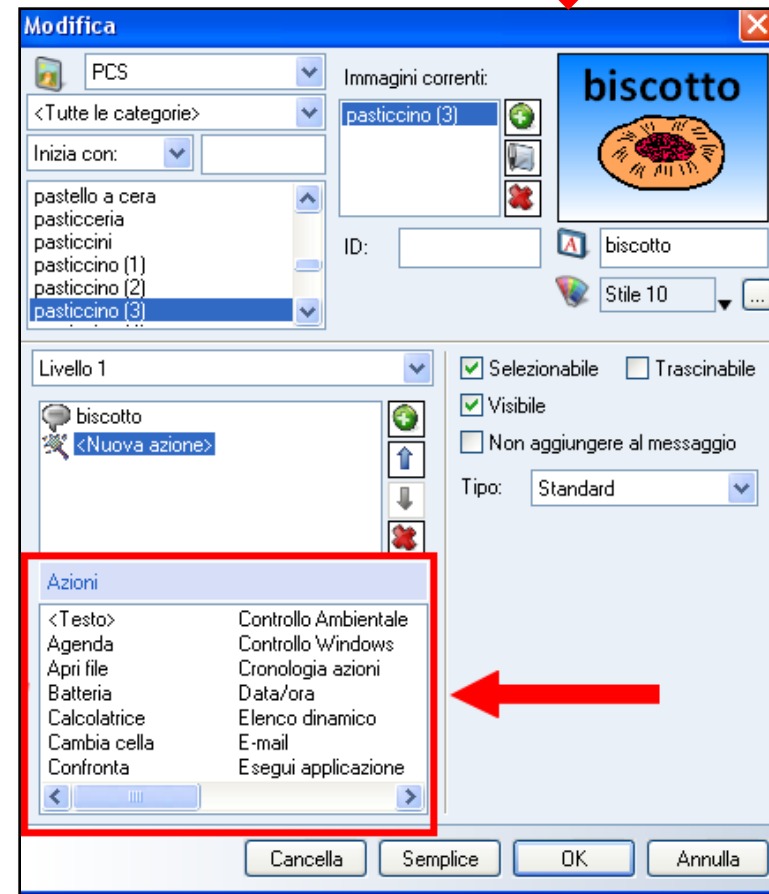 Modifica
PCS
<Tutte le categorie>
Inizia con:
pastello a cera
pasticceria
pasticcini
pasticcino (1)
pasticcino (2)
pasticcino (3)
Immagini correnti:
pasticcino (3)
ID:
biscotto
biscotto
Stile 10
...
Livello 1
biscotto
<Nuova azione>
Selezionabile
Trascinabile
Visibile
Non aggiungere al messaggio
Tipo:
Standard
Azioni
<Testo>
Agenda
Apri file
Batteria
Calcolatrice
Cambia cella
Confronta
Controllo Ambientale
Controllo Windows
Cronologia azioni
Data/ora
Elenco dinamico
E-mail
Esegui applicazione
Cancella
Semplice
OK
Annulla